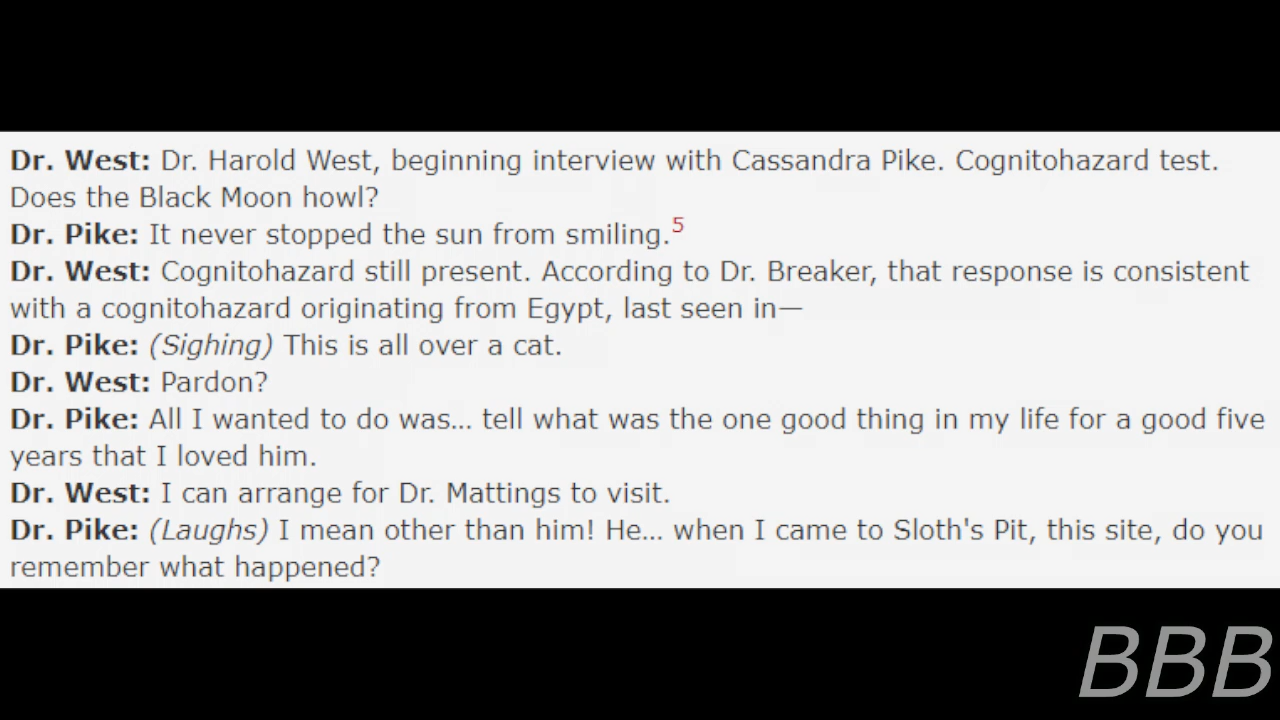 Dr. West: Dr. Harold West, beginning interview with Cassandra Pike. Cognitohazard test.
Does the Black Moon howl?
Dr. Pike: It never stopped the sun from smiling.5
Dr. West: Cognitohazard still present. According to Dr. Breaker, that response is consistent
with a cognitohazard originating from Egypt, last seen in—
Dr. Pike: (Sighing) This is all over a cat.
Dr. West: Pardon?
Dr. Pike: All I wanted to do was... tell what was the one good thing in my life for a good five
years that I loved him.
Dr. West: I can arrange for Dr. Mattings to visit.
Dr. Pike: (Laughs) I mean other than him! He... when I came to Sloth's Pit, this site, do you
remember what happened?
BBB